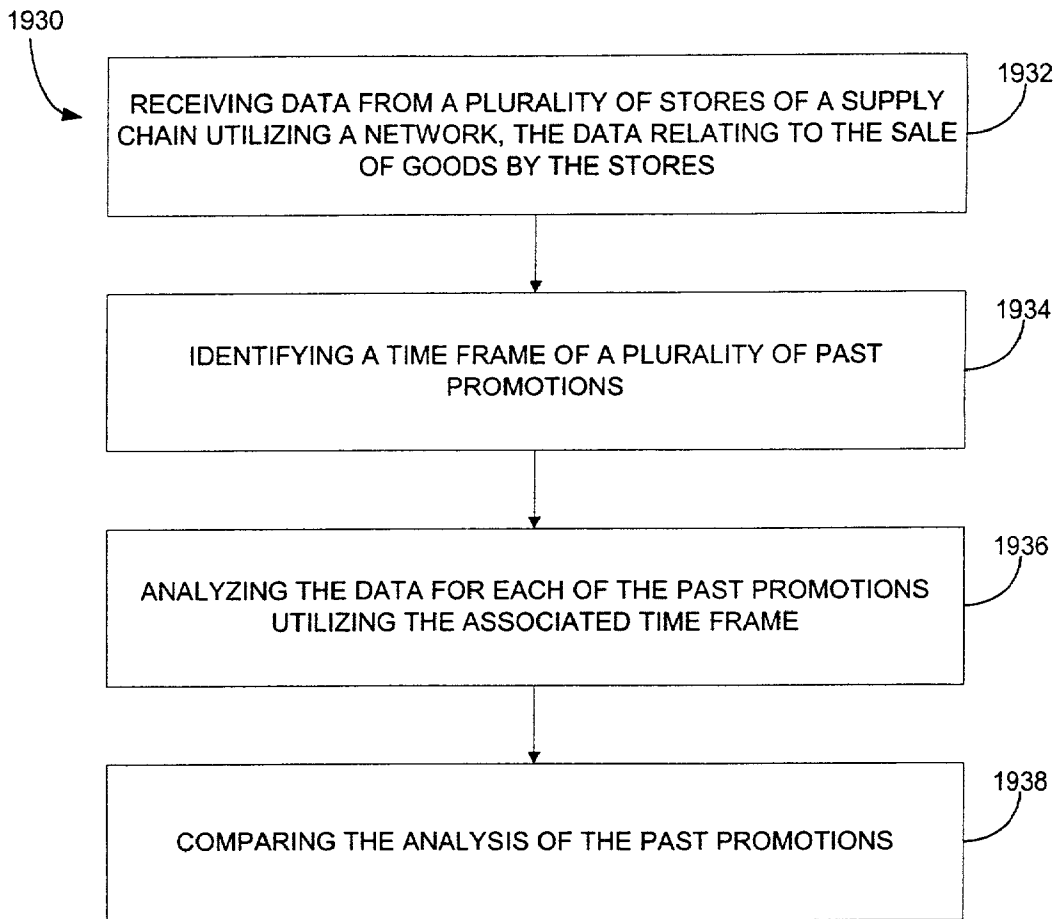 1930
1932
RECEIVING DATA FROM A PLURALITY OF STORES OF A SUPPLY
CHAIN UTILIZING A NETWORK, THE DATA RELATING TO THE SALE
OF GOODS BY THE STORES
1934
IDENTIFYING A TIME FRAME OF A PLURALITY OF PAST
PROMOTIONS
1936
ANALYZING THE DATA FOR EACH OF THE PAST PROMOTIONS
UTILIZING THE ASSOCIATED TIME FRAME
1938
COMPARING THE ANALYSIS OF THE PAST PROMOTIONS